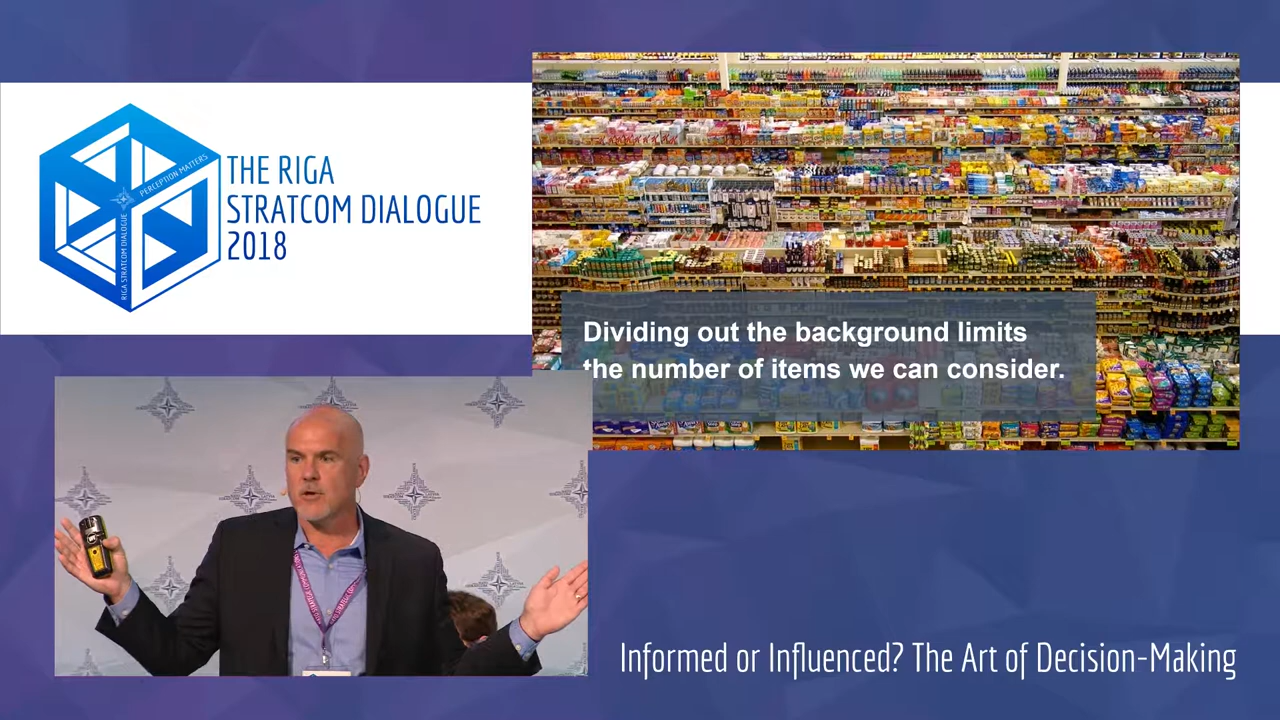 THE RIGA
STRATCOM DIALOGUE
2018
PERCEPTION MATTERS
RIGA STRATCOM DIALOGUE
Dividing out the background limits
the number of items we can consider.
Informed or Influenced? The Art of Decision-Making